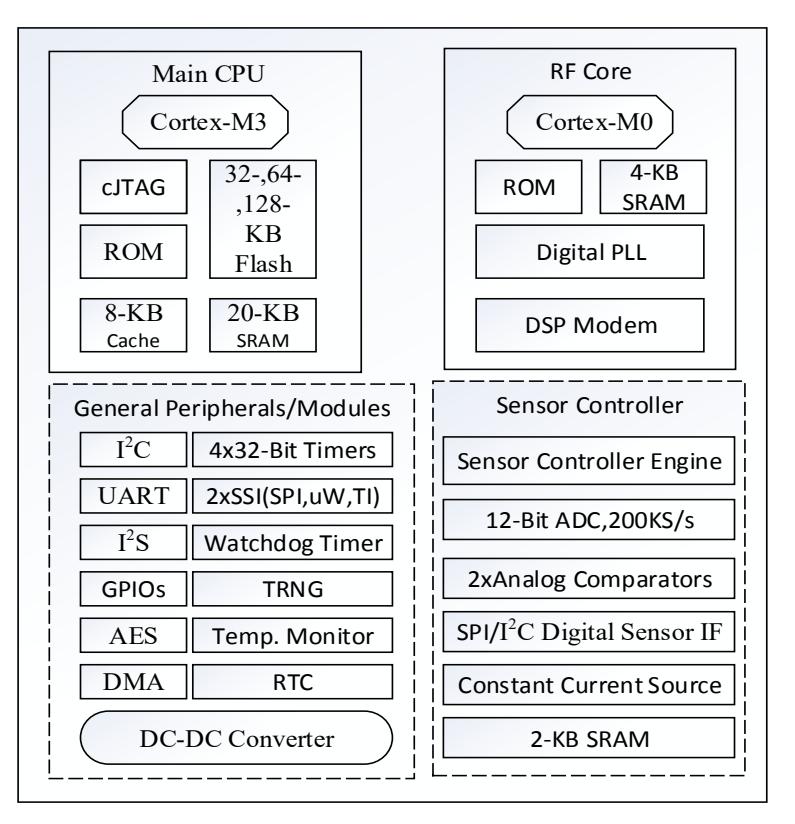 Main CPU
Cortex-M3
cJTAG
32-,64-
,128-
KB
Flash
ROM
8-KB
Cache
20-KB
SRAM
RF Core
Cortex-M0
ROM
4-KB
SRAM
Digital PLL
DSP Modem
General Peripherals/Modules
I²C
4x32-Bit Timers
UART
2xSSI(SPI,uW,TI)
I²S
Watchdog Timer
GPIOs
TRNG
AES
Temp. Monitor
DMA
RTC
DC-DC Converter
Sensor Controller
Sensor Controller Engine
12-Bit ADC,200KS/s
2xAnalog Comparators
SPI/I²C Digital Sensor IF
Constant Current Source
2-KB SRAM